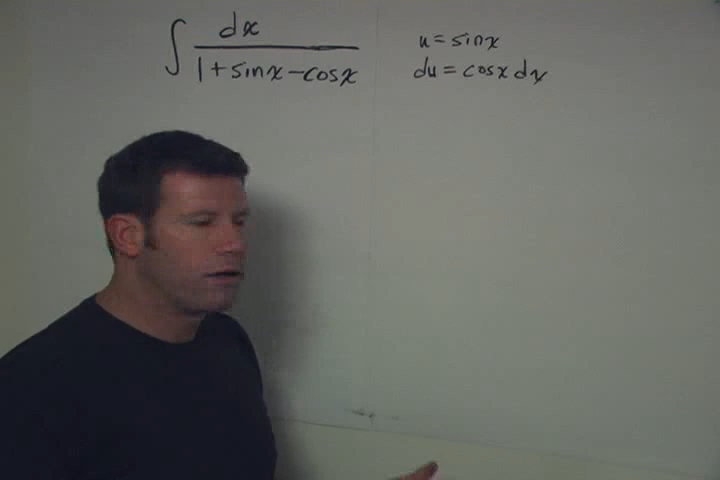 ∫ dx / (1 + sinx - cosx)
u = sinx
du = cosx dx